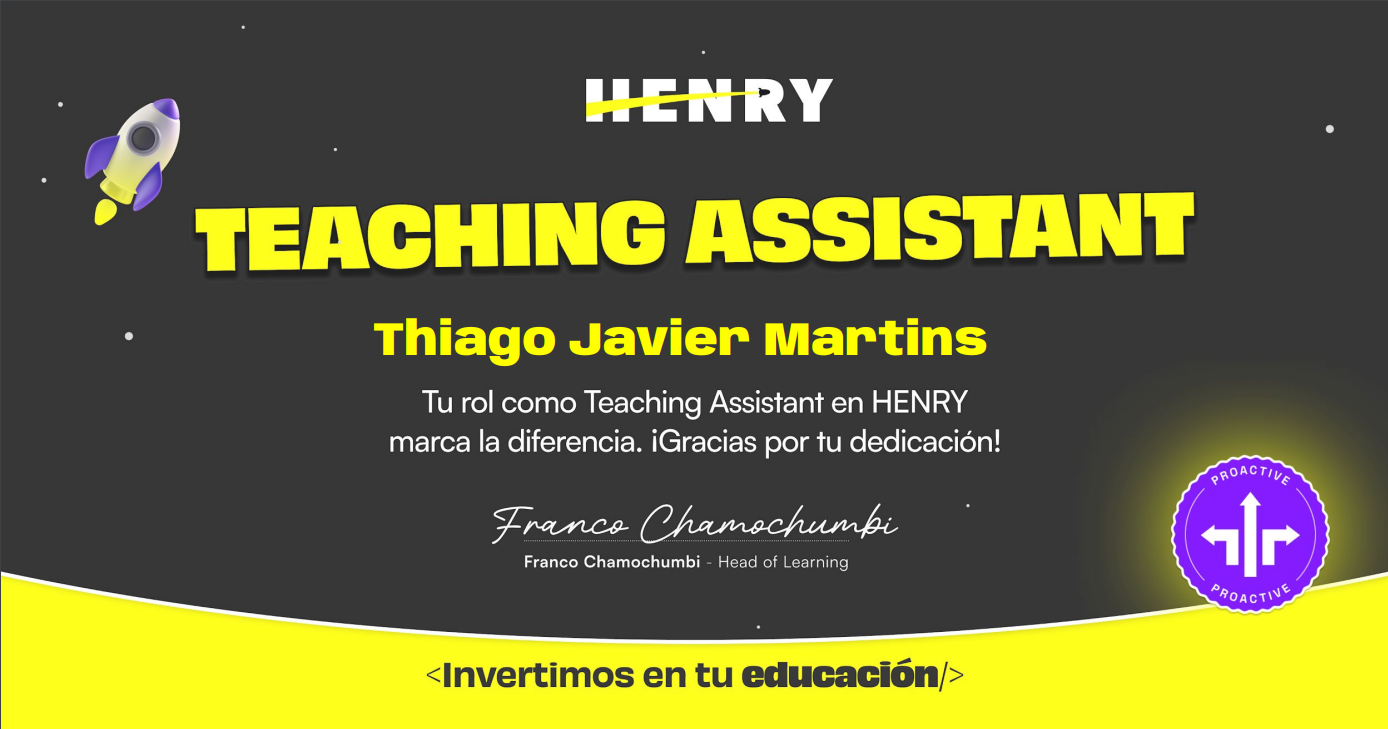 HENRY
TEACHING ASSISTANT
Thiago Javier Martins
Tu rol como Teaching Assistant en HENRY
marca la diferencia. ¡Gracias por tu dedicación!
Franco Chamochumbi
Franco Chamochumbi - Head of Learning
PROACTIVE
PROACTIVE
<Invertimos en tu educación/>